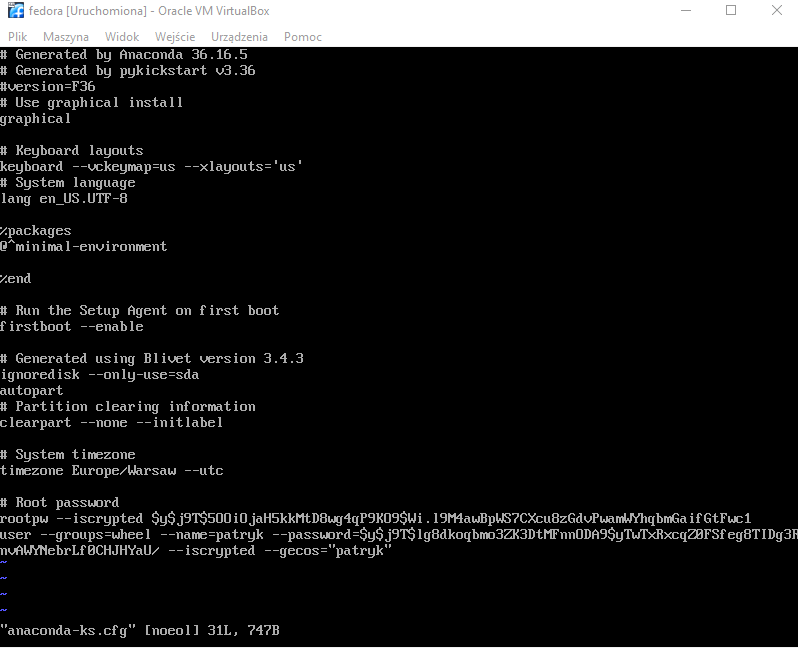 fedora [Uruchomiona] - Oracle VM VirtualBox
Plik Maszyna Widok Wejście Urządzenia Pomoc
# Generated by Anaconda 36.16.5
# Generated by pykickstart v3.36
#version=F36
# Use graphical install
graphical
# Keyboard layouts
keyboard --vckeymap=us --xlayouts='us'
# System language
lang en_US.UTF-8
%packages
@^minimal-environment
%end
# Run the Setup Agent on first boot
firstboot --enable
# Generated using Blivet version 3.4.3
ignoredisk --only-use=sda
autopart
# Partition clearing information
clearpart --none --initlabel
# System timezone
timezone Europe/Warsaw --utc
# Root password
rootpw --iscrypted $y$j9T$5OOiOjaH5kkMtD8wg4qP9KO9$Wi.l9M4awBpWS7CXcu8zGdvPwamWYhqbmGaifGtFwc1
user --groups=wheel --name=patryk --password=$y$j9T$lg8dkoqbmo3ZK3DtMFnnODA9$yTwTxRxcqZ0FSfeg8TIDg3R
nvAWYNebrLf0CHJHYaU/ --iscrypted --gecos="patryk"
~
~
~
~
"anaconda-ks.cfg" [noeol] 31L, 747B